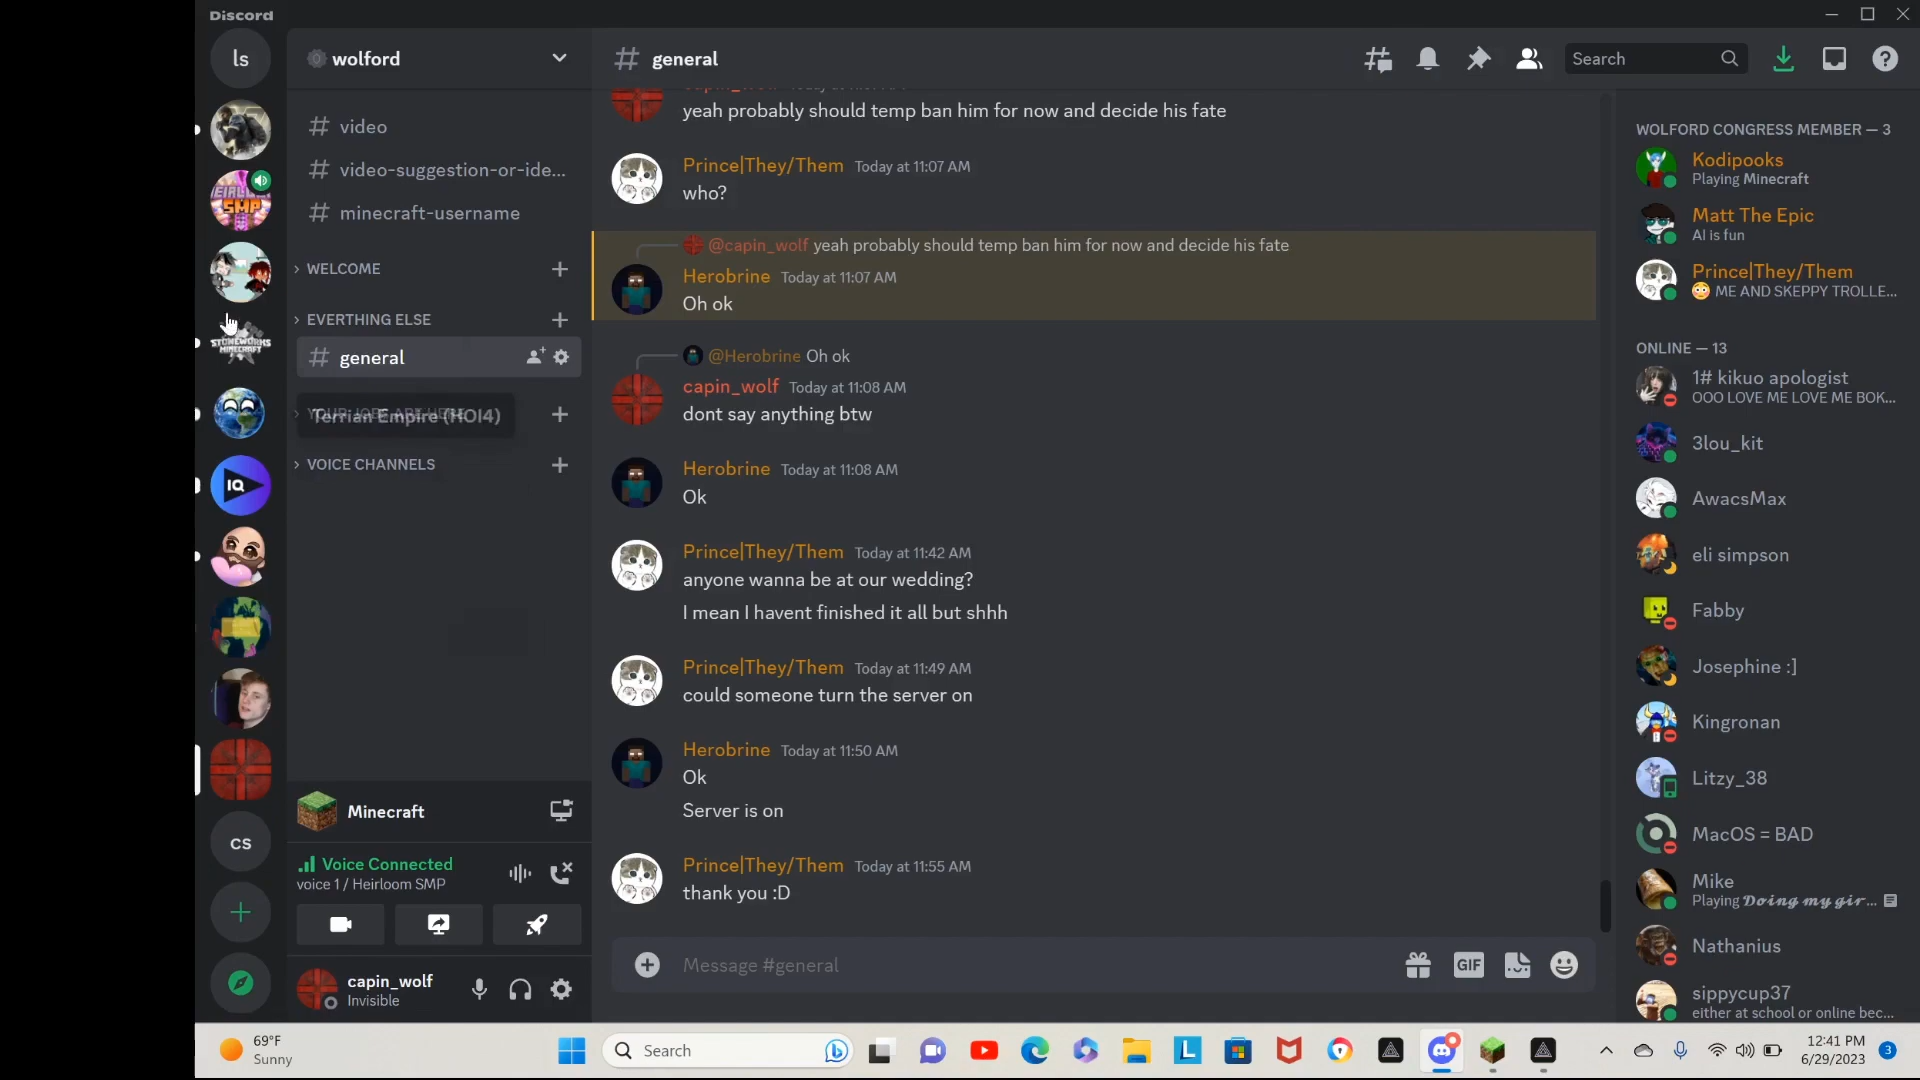 Discord
ls
wolford
general
Search
video
video-suggestion-or-ide...
minecraft-username
WELCOME
EVERTHING ELSE
general
Terrian Empire (HOI4)
VOICE CHANNELS
SMP
STONEWORKS
MINECRAFT
IQ
cs
yeah probably should temp ban him for now and decide his fate
Prince|They/Them Today at 11:07 AM
who?
@capin_wolf yeah probably should temp ban him for now and decide his fate
Herobrine Today at 11:07 AM
Oh ok
@Herobrine Oh ok
capin_wolf Today at 11:08 AM
dont say anything btw
Herobrine Today at 11:08 AM
Ok
Prince|They/Them Today at 11:42 AM
anyone wanna be at our wedding?
I mean I havent finished it all but shhh
Prince|They/Them Today at 11:49 AM
could someone turn the server on
Herobrine Today at 11:50 AM
Ok
Server is on
Prince|They/Them Today at 11:55 AM
thank you :D
Message #general
GIF
WOLFORD CONGRESS MEMBER — 3
Kodipooks
Playing Minecraft
Matt The Epic
AI is fun
Prince|They/Them
ME AND SKEPPY TROLLE...
ONLINE — 13
1# kikuo apologist
OOO LOVE ME LOVE ME BOK...
3lou_kit
AwacsMax
eli simpson
Fabby
Josephine :]
Kingronan
Litzy_38
MacOS = BAD
Mike
Playing 𝓓𝓸𝓲𝓷𝓰 𝓶𝔂 𝓰𝓲𝓻...
Nathanius
sippycup37
either at school or online bec...
Minecraft
Voice Connected
voice 1 / Heirloom SMP
capin_wolf
Invisible
69°F
Sunny
Search
L
12:41 PM
6/29/2023
3